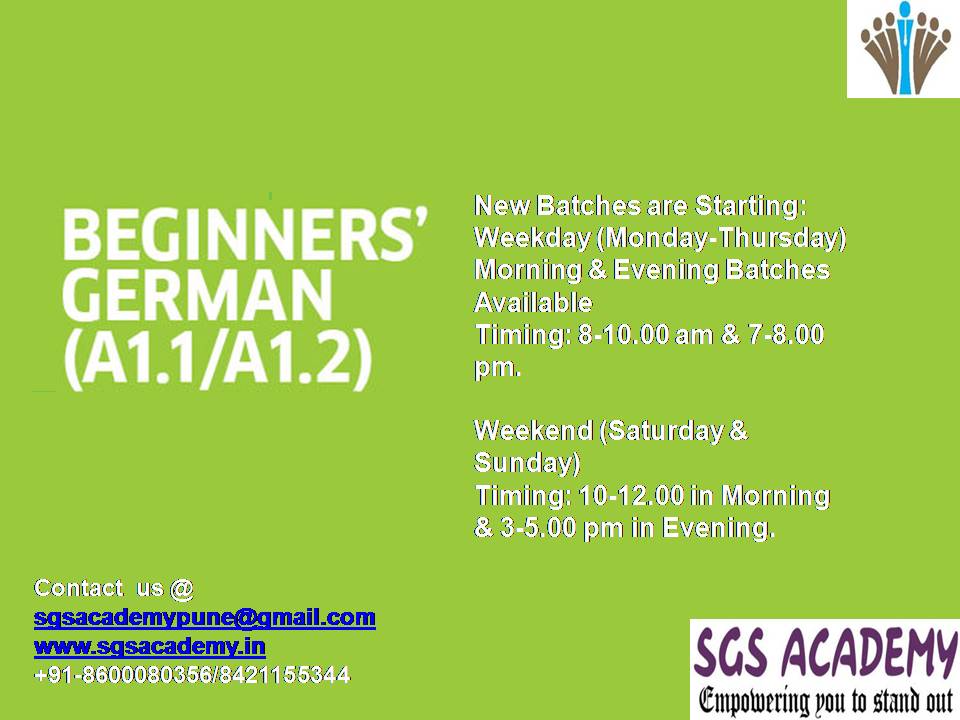 BEGINNERS'
GERMAN
(A1.1/A1.2)
New Batches are Starting:
Weekday (Monday-Thursday)
Morning & Evening Batches
Available
Timing: 8-10.00 am & 7-8.00
pm.
Weekend (Saturday &
Sunday)
Timing: 10-12.00 in Morning
& 3-5.00 pm in Evening.
Contact us @
sgsacademypune@gmail.com
www.sgsacademy.in
+91-8600080356/8421155344
SGS ACADEMY
Empowering you to stand out